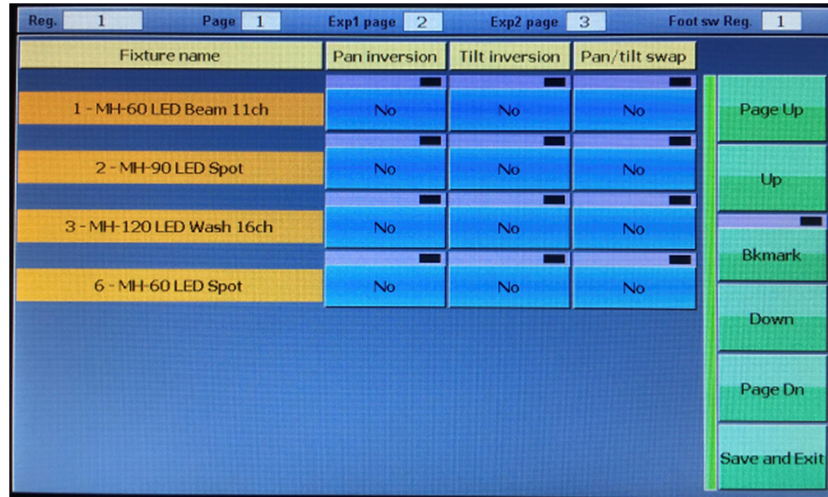 Reg. 1 Page 1 Exp1 page 2 Exp2 page 3 Foot sw Reg. 1
Fixture name Pan inversion Tilt inversion Pan/tilt swap
1 - MH-60 LED Beam 11ch No No No Page Up
2 - MH-90 LED Spot No No No Up
3 - MH-120 LED Wash 16ch No No No
Bkmark
6 - MH-60 LED Spot No No No
Down
Page Dn
Save and Exit